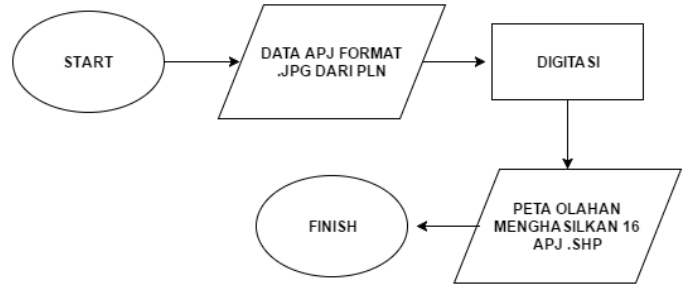 START
DATA APJ FORMAT
.JPG DARI PLN
DIGITASI
PETA OLAHAN
MENGHASILKAN 16
APJ .SHP
FINISH